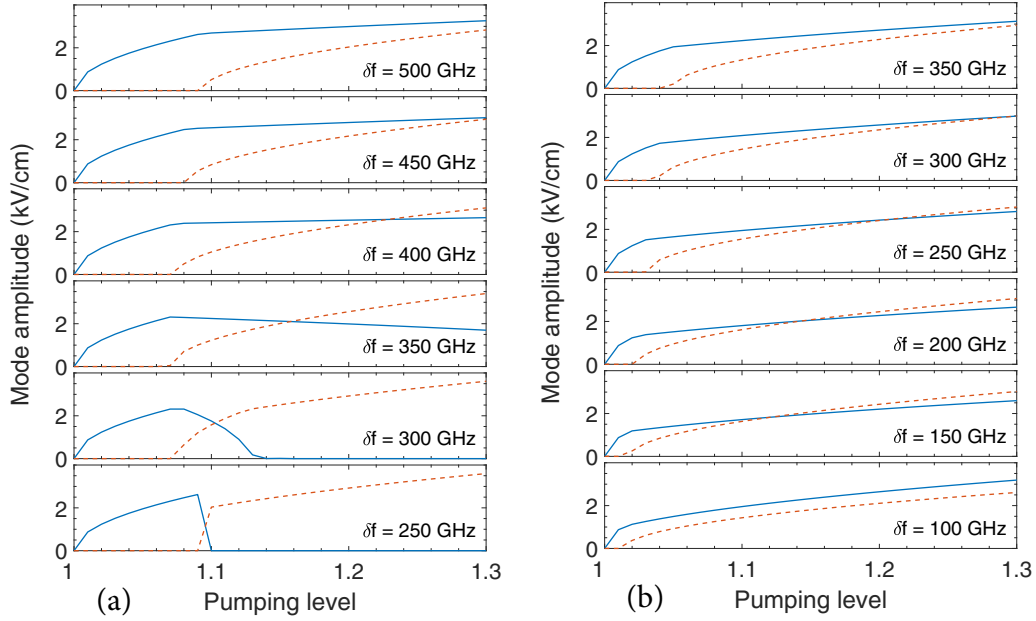 Mode amplitude (kV/cm)
2
0
δf = 500 GHz
2
0
δf = 450 GHz
2
0
δf = 400 GHz
2
0
δf = 350 GHz
2
0
δf = 300 GHz
2
0
δf = 250 GHz
1 1.1 1.2 1.3
(a) Pumping level
Mode amplitude (kV/cm)
2
0
δf = 350 GHz
2
0
δf = 300 GHz
2
0
δf = 250 GHz
2
0
δf = 200 GHz
2
0
δf = 150 GHz
2
0
δf = 100 GHz
1 1.1 1.2 1.3
(b) Pumping level